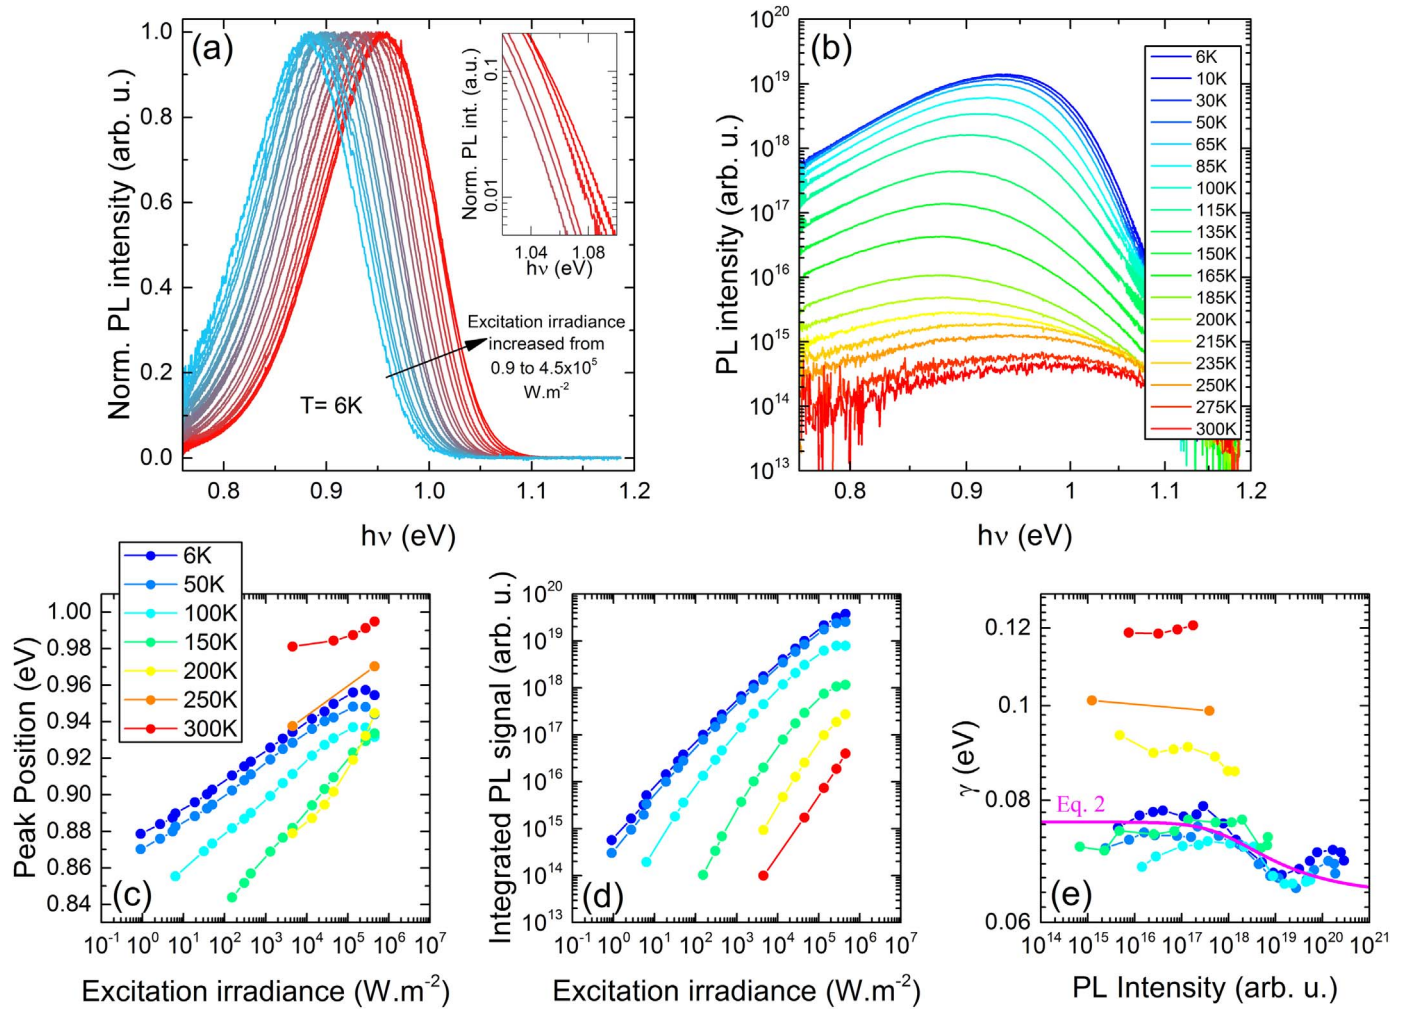 (a)
1.0
0.8
0.6
0.4
0.2
0.0
Norm. PL intensity (arb. u.)
0.8 0.9 1.0 1.1 1.2
hν (eV)
T= 6K
Excitation irradiance
increased from
0.9 to 4.5x10⁵
W.m⁻²
Norm. PL int. (a.u.)
0.1
0.01
1.04 1.08
hν (eV)
(b)
PL intensity (arb. u.)
10²⁰
10¹⁹
10¹⁸
10¹⁷
10¹⁶
10¹⁵
10¹⁴
10¹³
0.8 0.9 1 1.1 1.2
hν (eV)
6K
10K
30K
50K
65K
85K
100K
115K
135K
150K
165K
185K
200K
215K
235K
250K
275K
300K
6K
50K
100K
150K
200K
250K
300K
(c)
Peak Position (eV)
1.00
0.98
0.96
0.94
0.92
0.90
0.88
0.86
0.84
10⁻¹ 10⁰ 10¹ 10² 10³ 10⁴ 10⁵ 10⁶ 10⁷
Excitation irradiance (W.m⁻²)
(d)
Integrated PL signal (arb. u.)
10²⁰
10¹⁹
10¹⁸
10¹⁷
10¹⁶
10¹⁵
10¹⁴
10¹³
10⁻¹ 10⁰ 10¹ 10² 10³ 10⁴ 10⁵ 10⁶ 10⁷
Excitation irradiance (W.m⁻²)
(e)
γ (eV)
0.12
0.1
0.08
0.06
Eq. 2
10¹⁴ 10¹⁵ 10¹⁶ 10¹⁷ 10¹⁸ 10¹⁹ 10²⁰ 10²¹
PL Intensity (arb. u.)